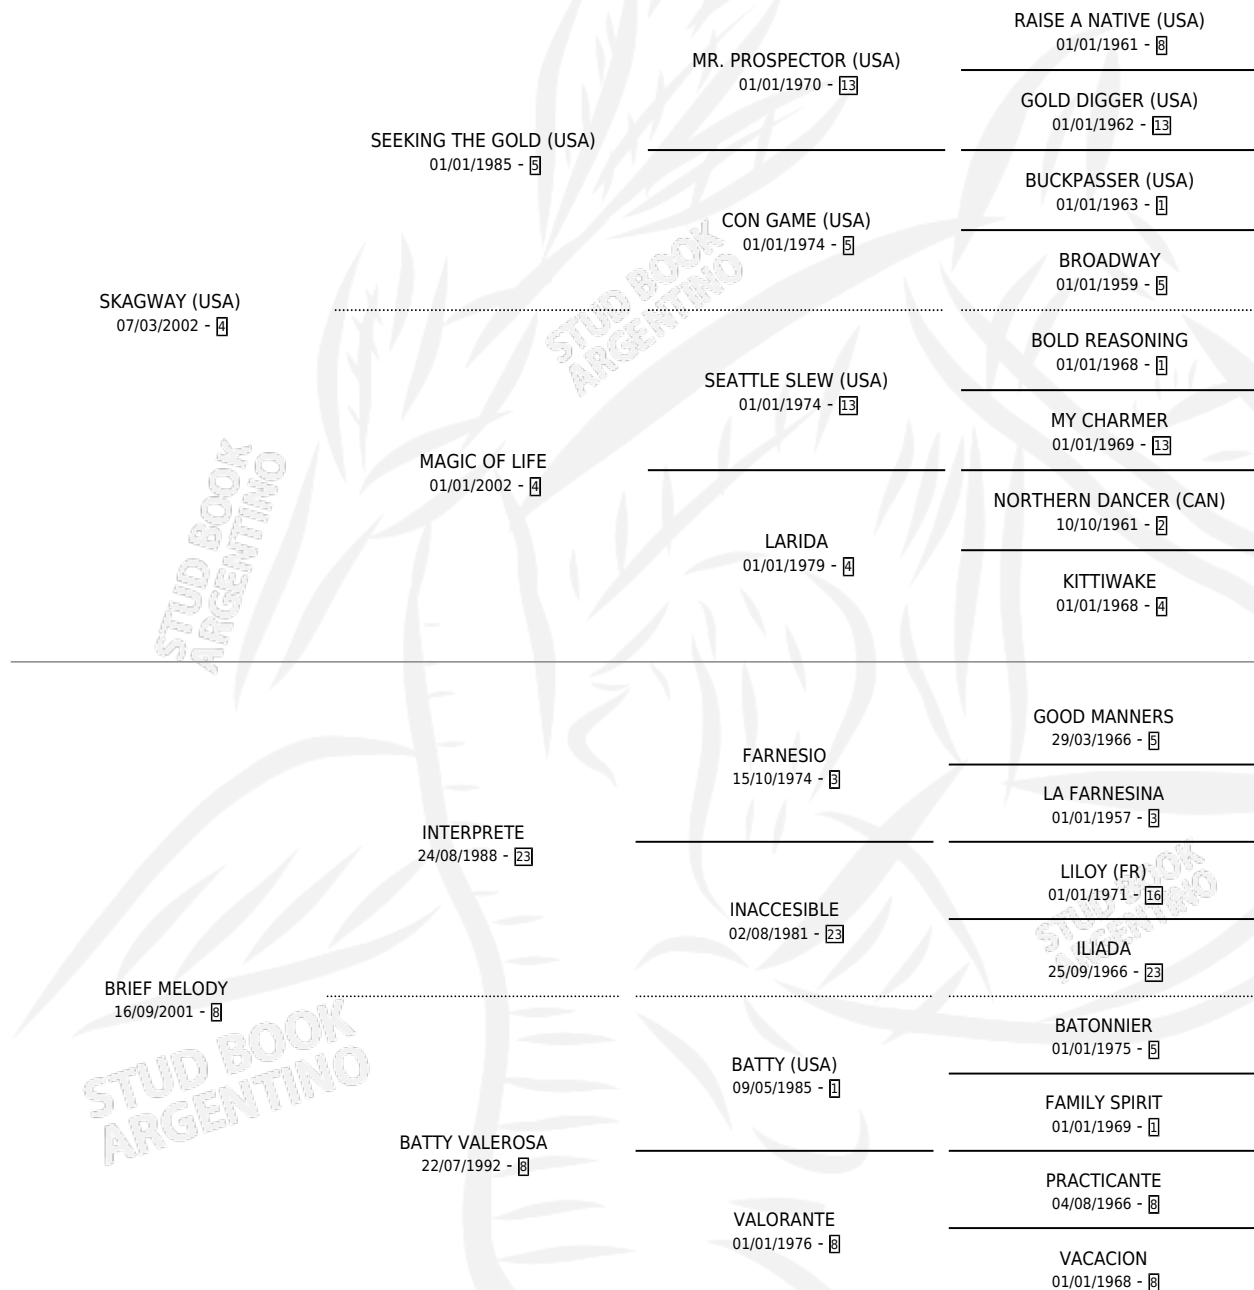 RAISE A NATIVE (USA)
01/01/1961 - 8
MR. PROSPECTOR (USA)
01/01/1970 - 13
GOLD DIGGER (USA)
01/01/1962 - 13
SEEKING THE GOLD (USA)
01/01/1985 - 5
BUCKPASSER (USA)
01/01/1963 - 1
CON GAME (USA)
01/01/1974 - 5
BROADWAY
01/01/1959 - 5
SKAGWAY (USA)
07/03/2002 - 4
BOLD REASONING
01/01/1968 - 1
SEATTLE SLEW (USA)
01/01/1974 - 13
MY CHARMER
01/01/1969 - 13
MAGIC OF LIFE
01/01/2002 - 4
NORTHERN DANCER (CAN)
10/10/1961 - 2
LARIDA
01/01/1979 - 4
KITTIWAKE
01/01/1968 - 4
GOOD MANNERS
29/03/1966 - 5
FARNESIO
15/10/1974 - 3
LA FARNESINA
01/01/1957 - 3
INTERPRETE
24/08/1988 - 23
LILOY (FR)
01/01/1971 - 16
INACCESIBLE
02/08/1981 - 23
ILIADA
25/09/1966 - 23
BRIEF MELODY
16/09/2001 - 8
BATONNIER
01/01/1975 - 5
BATTY (USA)
09/05/1985 - 1
FAMILY SPIRIT
01/01/1969 - 1
BATTY VALEROSA
22/07/1992 - 8
PRACTICANTE
04/08/1966 - 8
VALORANTE
01/01/1976 - 8
VACACION
01/01/1968 - 8
STUD BOOK
ARGENTINO
STUD BOOK
ARGENTINO
STUD BOOK
ARGENTINO
STUD BOOK
ARGENTINO